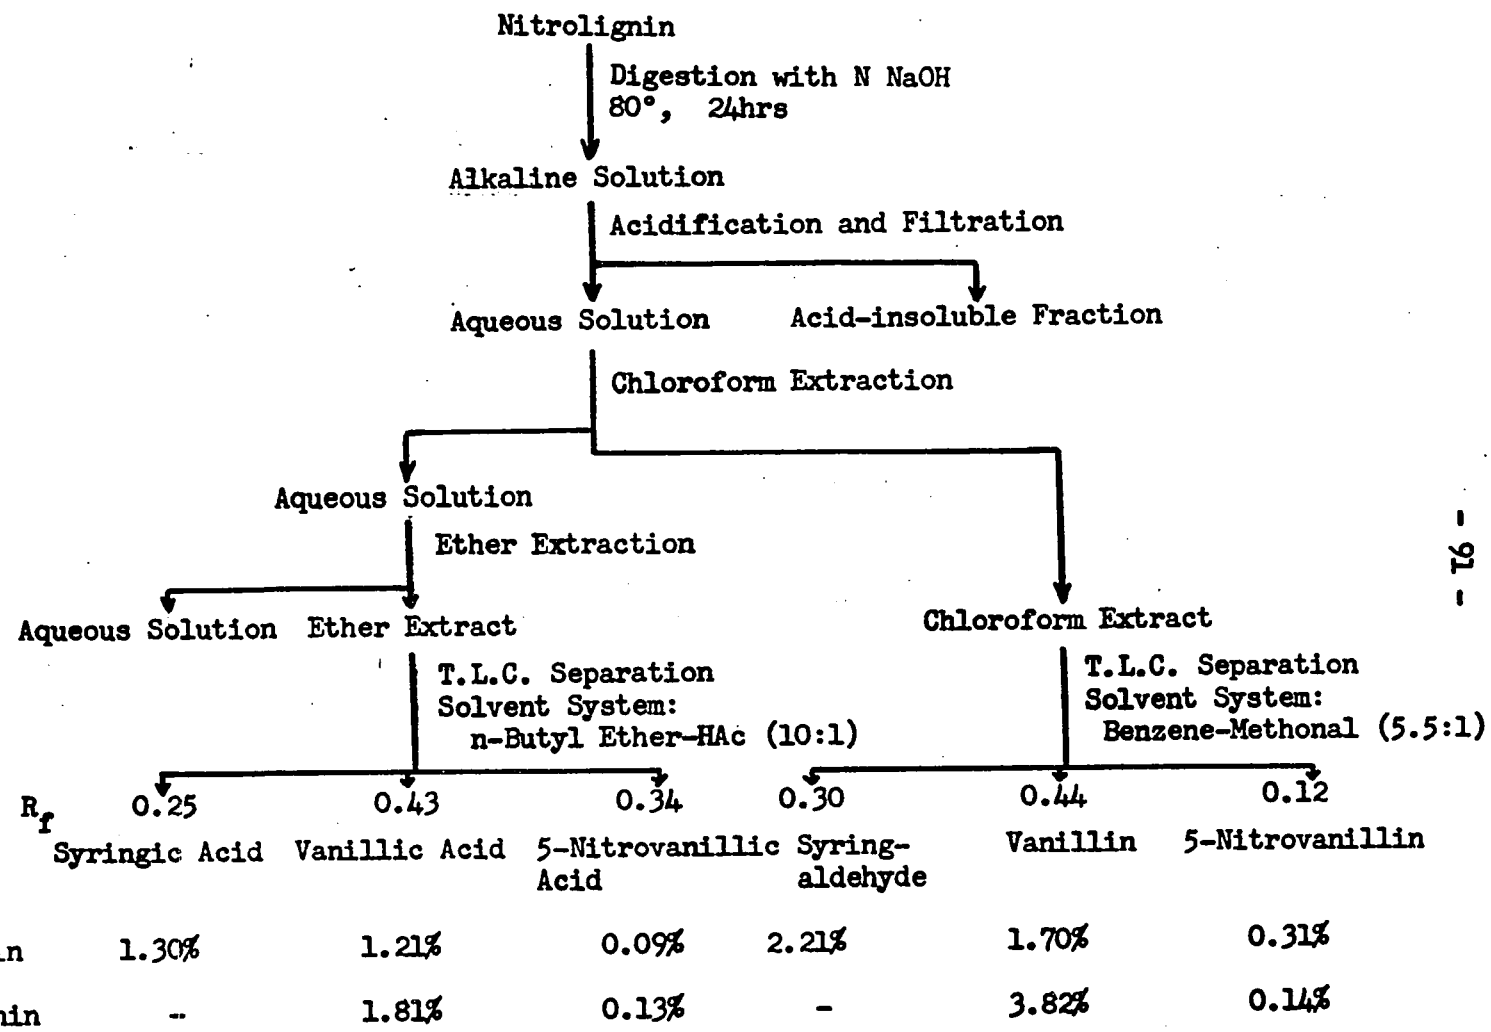 Nitrolignin
Digestion with N NaOH
80°, 24hrs
Alkaline Solution
Acidification and Filtration
Aqueous Solution Acid-insoluble Fraction
Chloroform Extraction
Aqueous Solution
Ether Extraction
- 91 -
Aqueous Solution Ether Extract Chloroform Extract
T.L.C. Separation T.L.C. Separation
Solvent System: Solvent System:
n-Butyl Ether-HAc (10:1) Benzene-Methonal (5.5:1)
Rf 0.25 0.43 0.34 0.30 0.44 0.12
Syringic Acid Vanillic Acid 5-Nitrovanillic Syring- Vanillin 5-Nitrovanillin
Acid aldehyde
in 1.30% 1.21% 0.09% 2.21% 1.70% 0.31%
nin - 1.81% 0.13% - 3.82% 0.14%